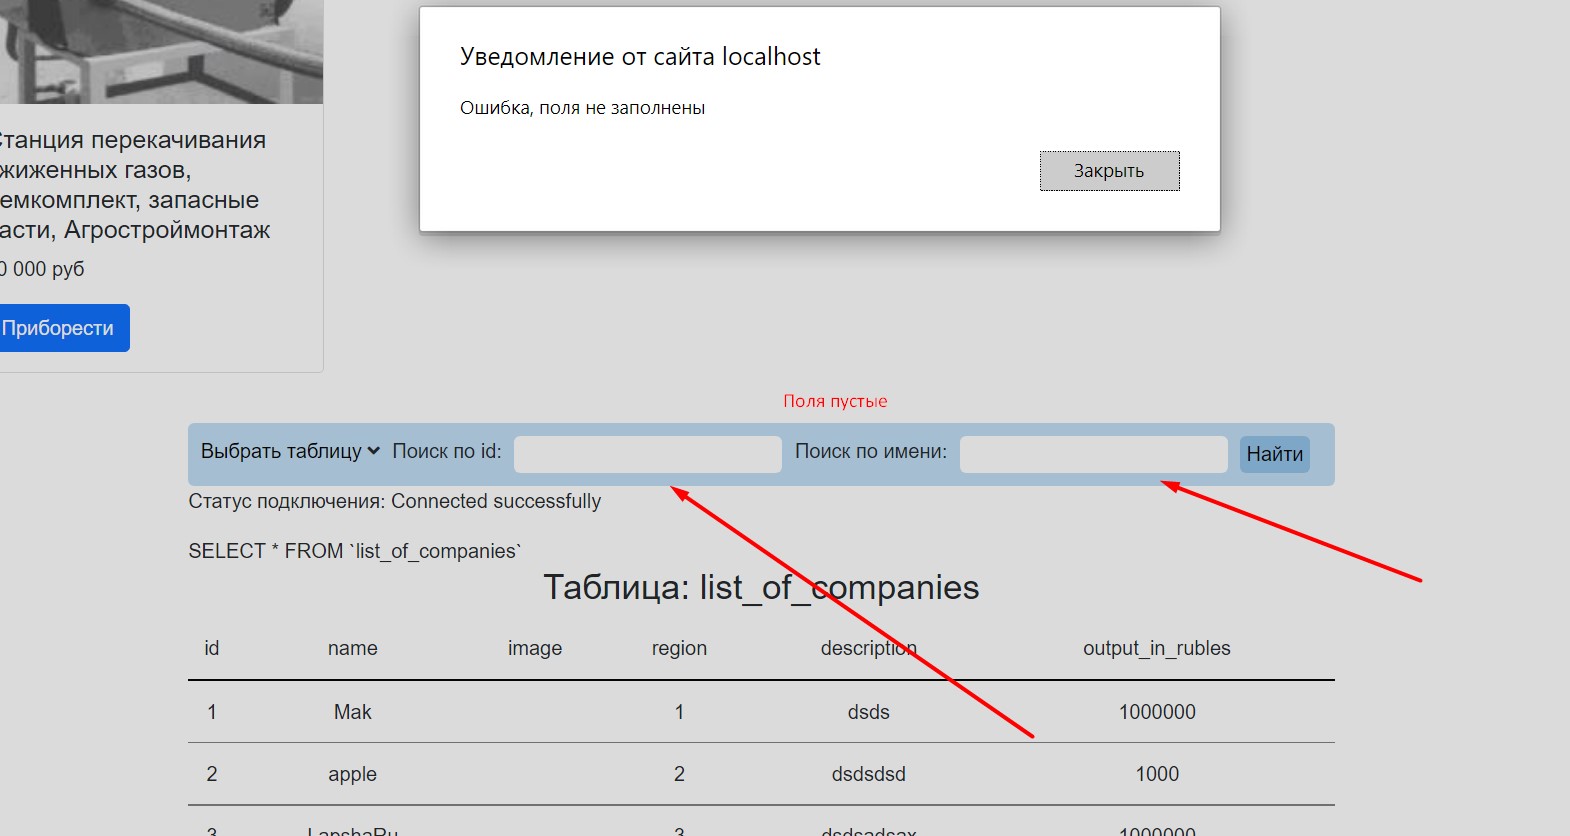 Уведомление от сайта localhost
Ошибка, поля не заполнены
Закрыть
Станция перекачивания
жиженных газов,
емкомплект, запасные
асти, Агростроймонтаж
0 000 руб
Приборести
Поля пустые
Выбрать таблицу Поиск по id: Поиск по имени: Найти
Статус подключения: Connected successfully
SELECT * FROM `list_of_companies`
Таблица: list_of_companies
id name image region description output_in_rubles
1 Mak 1 dsds 1000000
2 apple 2 dsdsdsd 1000
3 LapshaRu 3 dsdsadsax 1000000